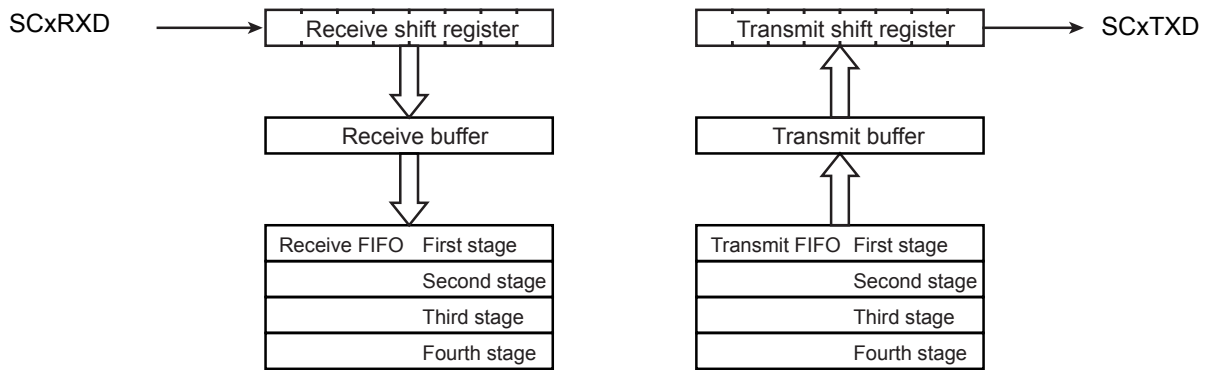 SCxRXD
Receive shift register
Receive buffer
Receive FIFO First stage
Second stage
Third stage
Fourth stage
Transmit shift register
SCxTXD
Transmit buffer
Transmit FIFO First stage
Second stage
Third stage
Fourth stage